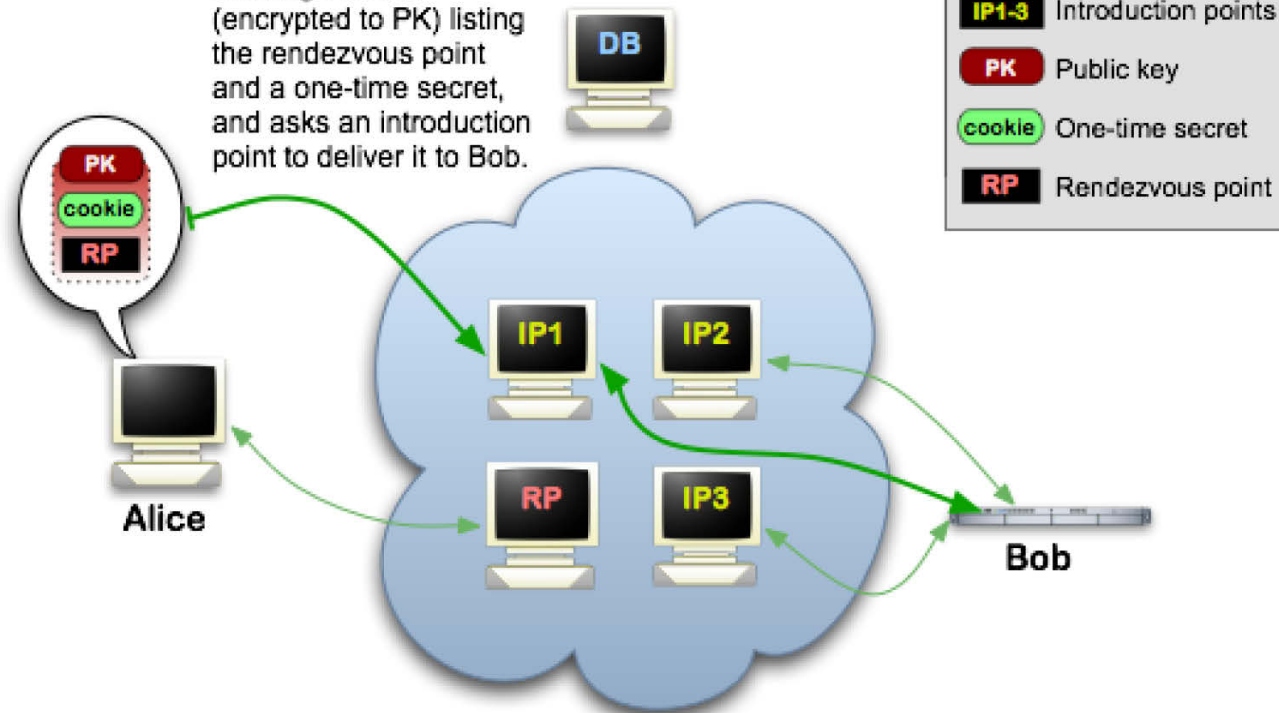 (encrypted to PK) listing
the rendezvous point
and a one-time secret,
and asks an introduction
point to deliver it to Bob.
DB
IP1-3 Introduction points
PK Public key
cookie One-time secret
RP Rendezvous point
PK
cookie
RP
IP1
IP2
RP
IP3
Alice
Bob